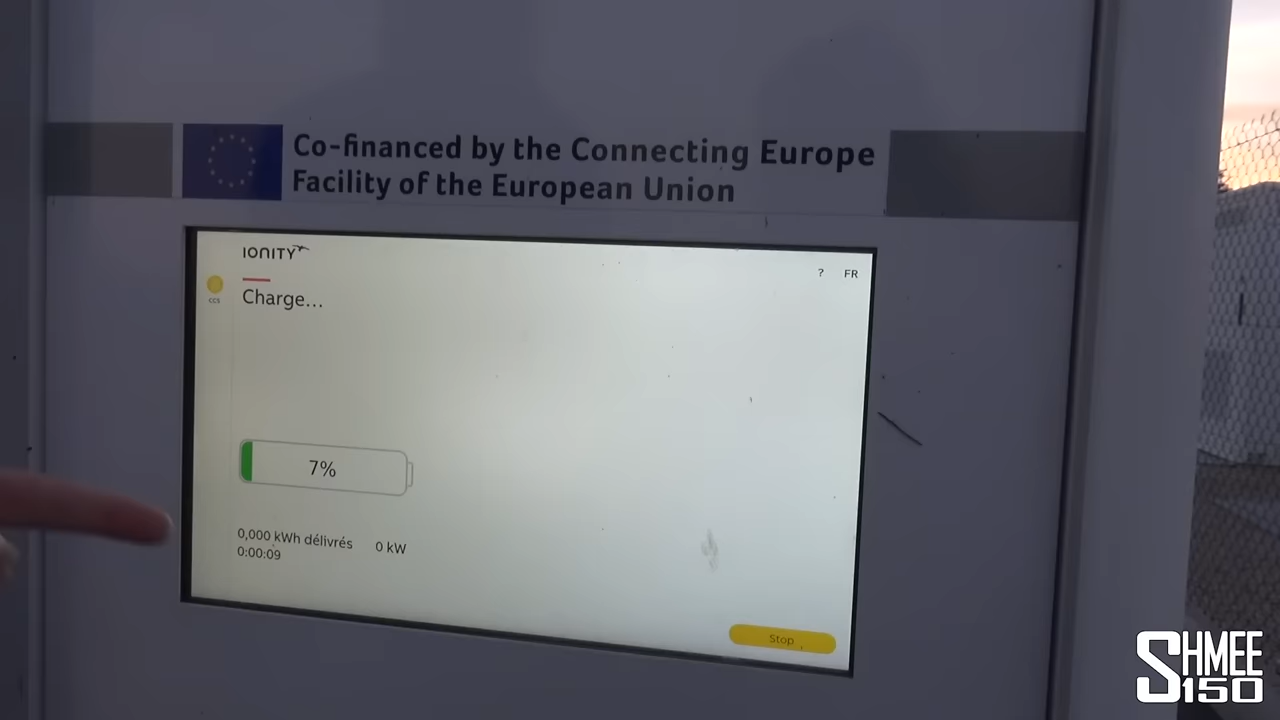 Co-financed by the Connecting Europe
Facility of the European Union
IONITY
? FR
CCS
Charge...
7%
0,000 kWh délivrés 0 kW
0:00:09
Stop
SHMEE
150